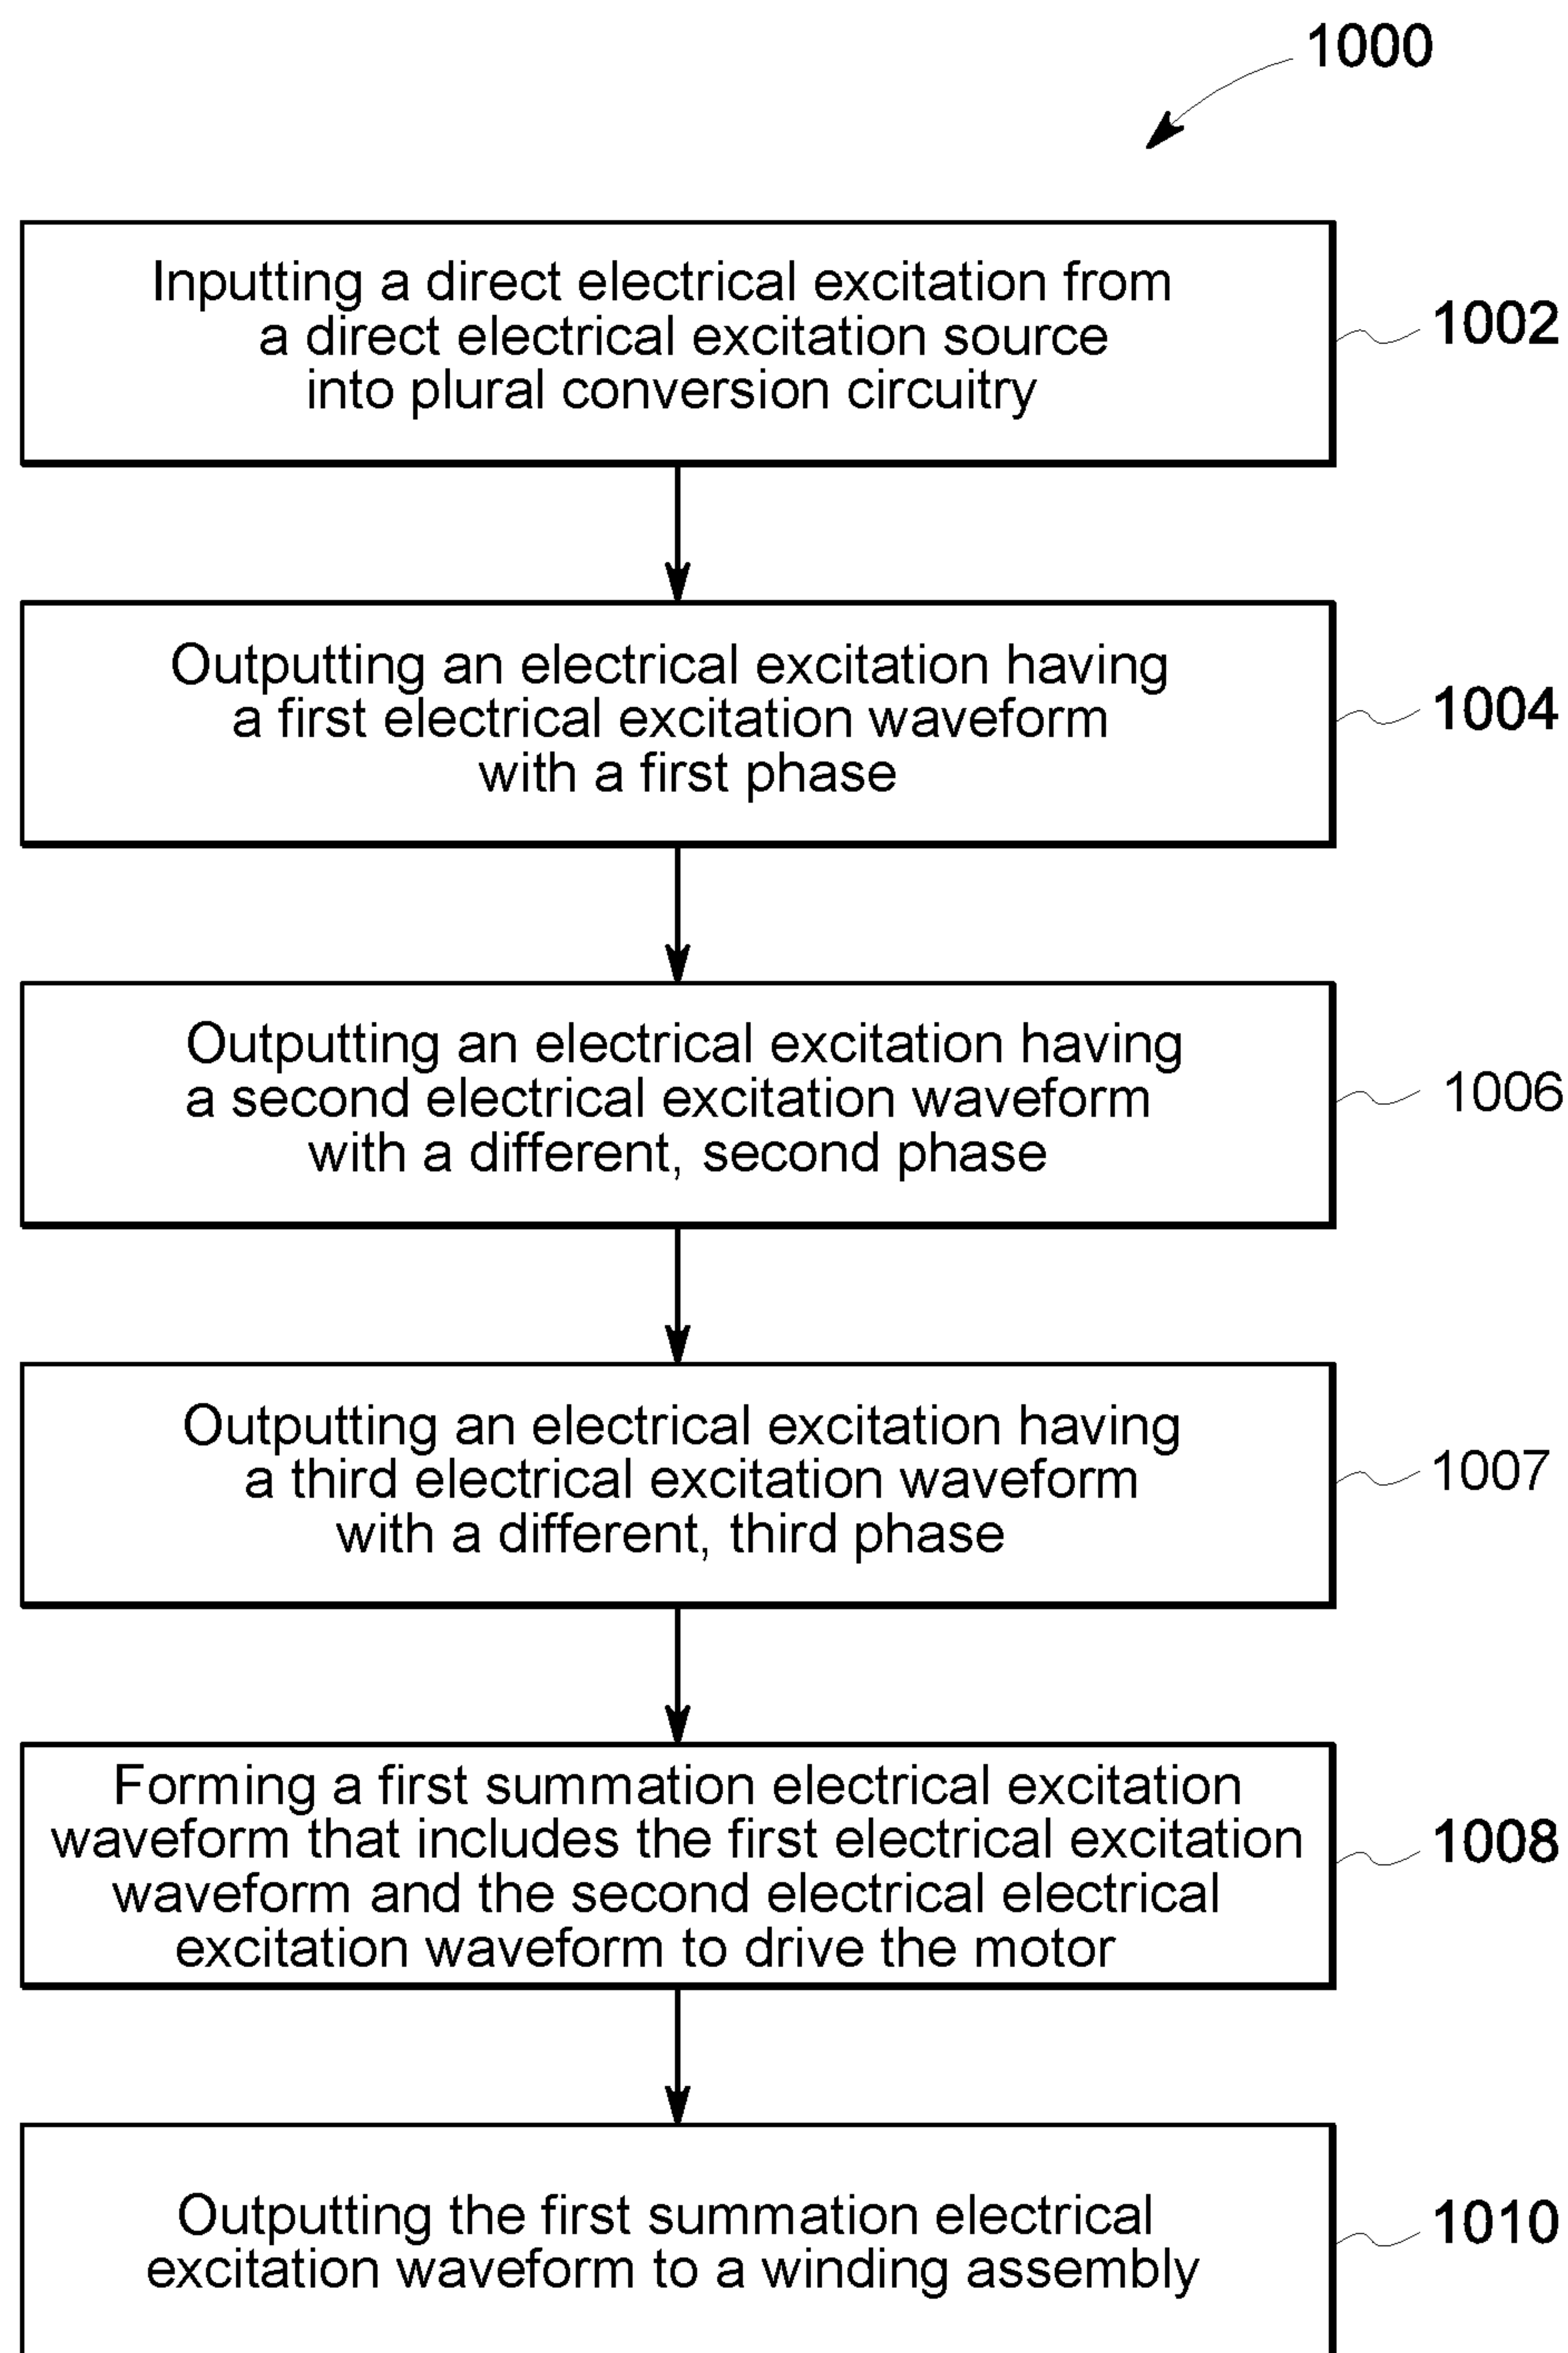 1000
Inputting a direct electrical excitation from
a direct electrical excitation source
into plural conversion circuitry
1002
Outputting an electrical excitation having
a first electrical excitation waveform
with a first phase
1004
Outputting an electrical excitation having
a second electrical excitation waveform
with a different, second phase
1006
Outputting an electrical excitation having
a third electrical excitation waveform
with a different, third phase
1007
Forming a first summation electrical excitation
waveform that includes the first electrical excitation
waveform and the second electrical electrical
excitation waveform to drive the motor
1008
Outputting the first summation electrical
excitation waveform to a winding assembly
1010